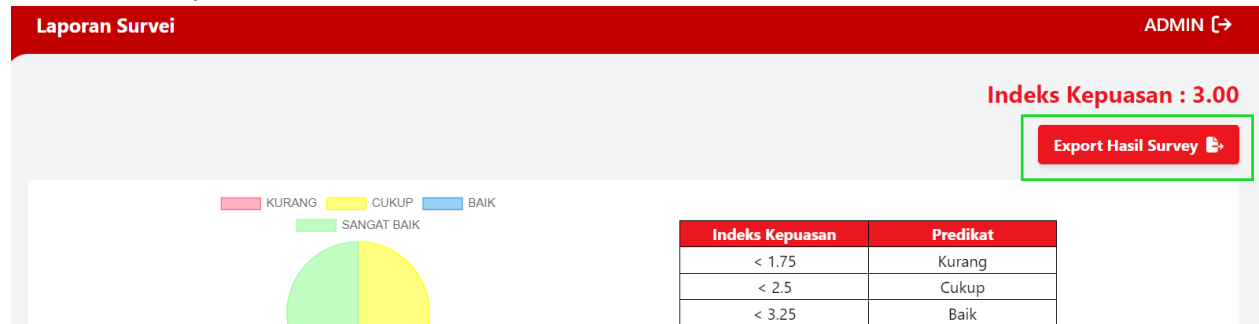 Laporan Survei
ADMIN
Indeks Kepuasan : 3.00
Export Hasil Survey
KURANG CUKUP BAIK
SANGAT BAIK
Indeks Kepuasan Predikat
< 1.75 Kurang
< 2.5 Cukup
< 3.25 Baik